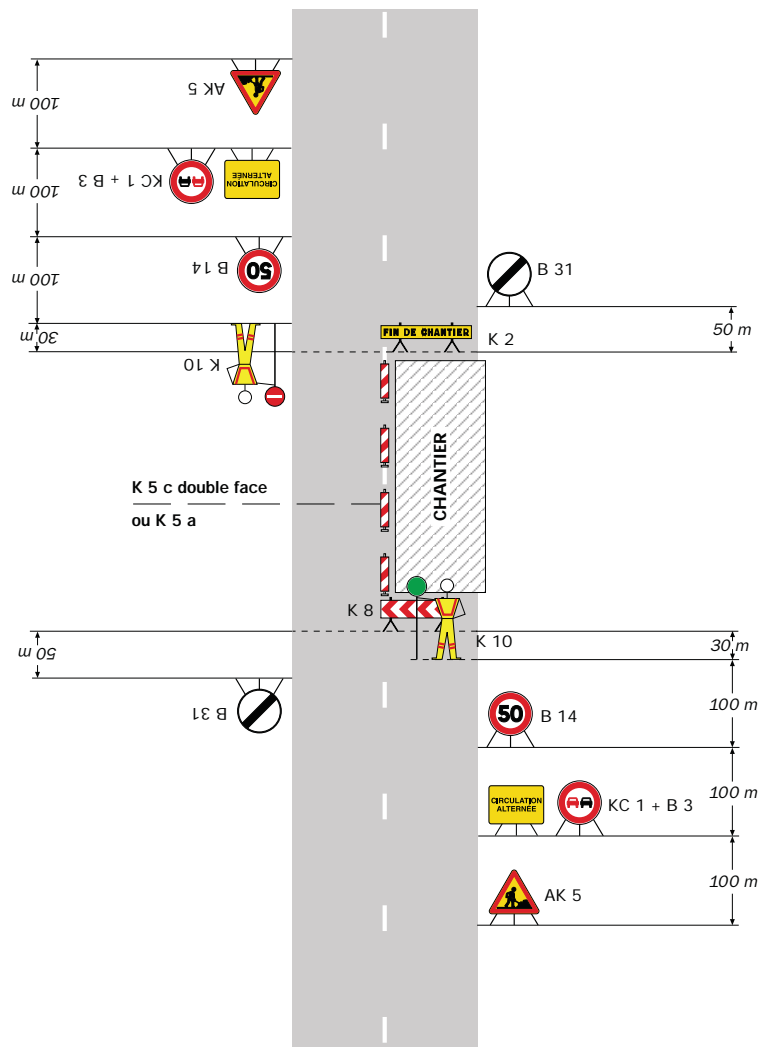 AK 5
100 m
KC 1 + B 3
CIRCULATION
ALTERNÉE
100 m
B 14
50
100 m
B 31
50 m
30 m
K 10
FIN DE CHANTIER
K 2
CHANTIER
K 5 c double face
ou K 5 a
K 8
K 10
30 m
50 m
B 31
50
B 14
100 m
CIRCULATION
ALTERNÉE
KC 1 + B 3
100 m
AK 5
100 m